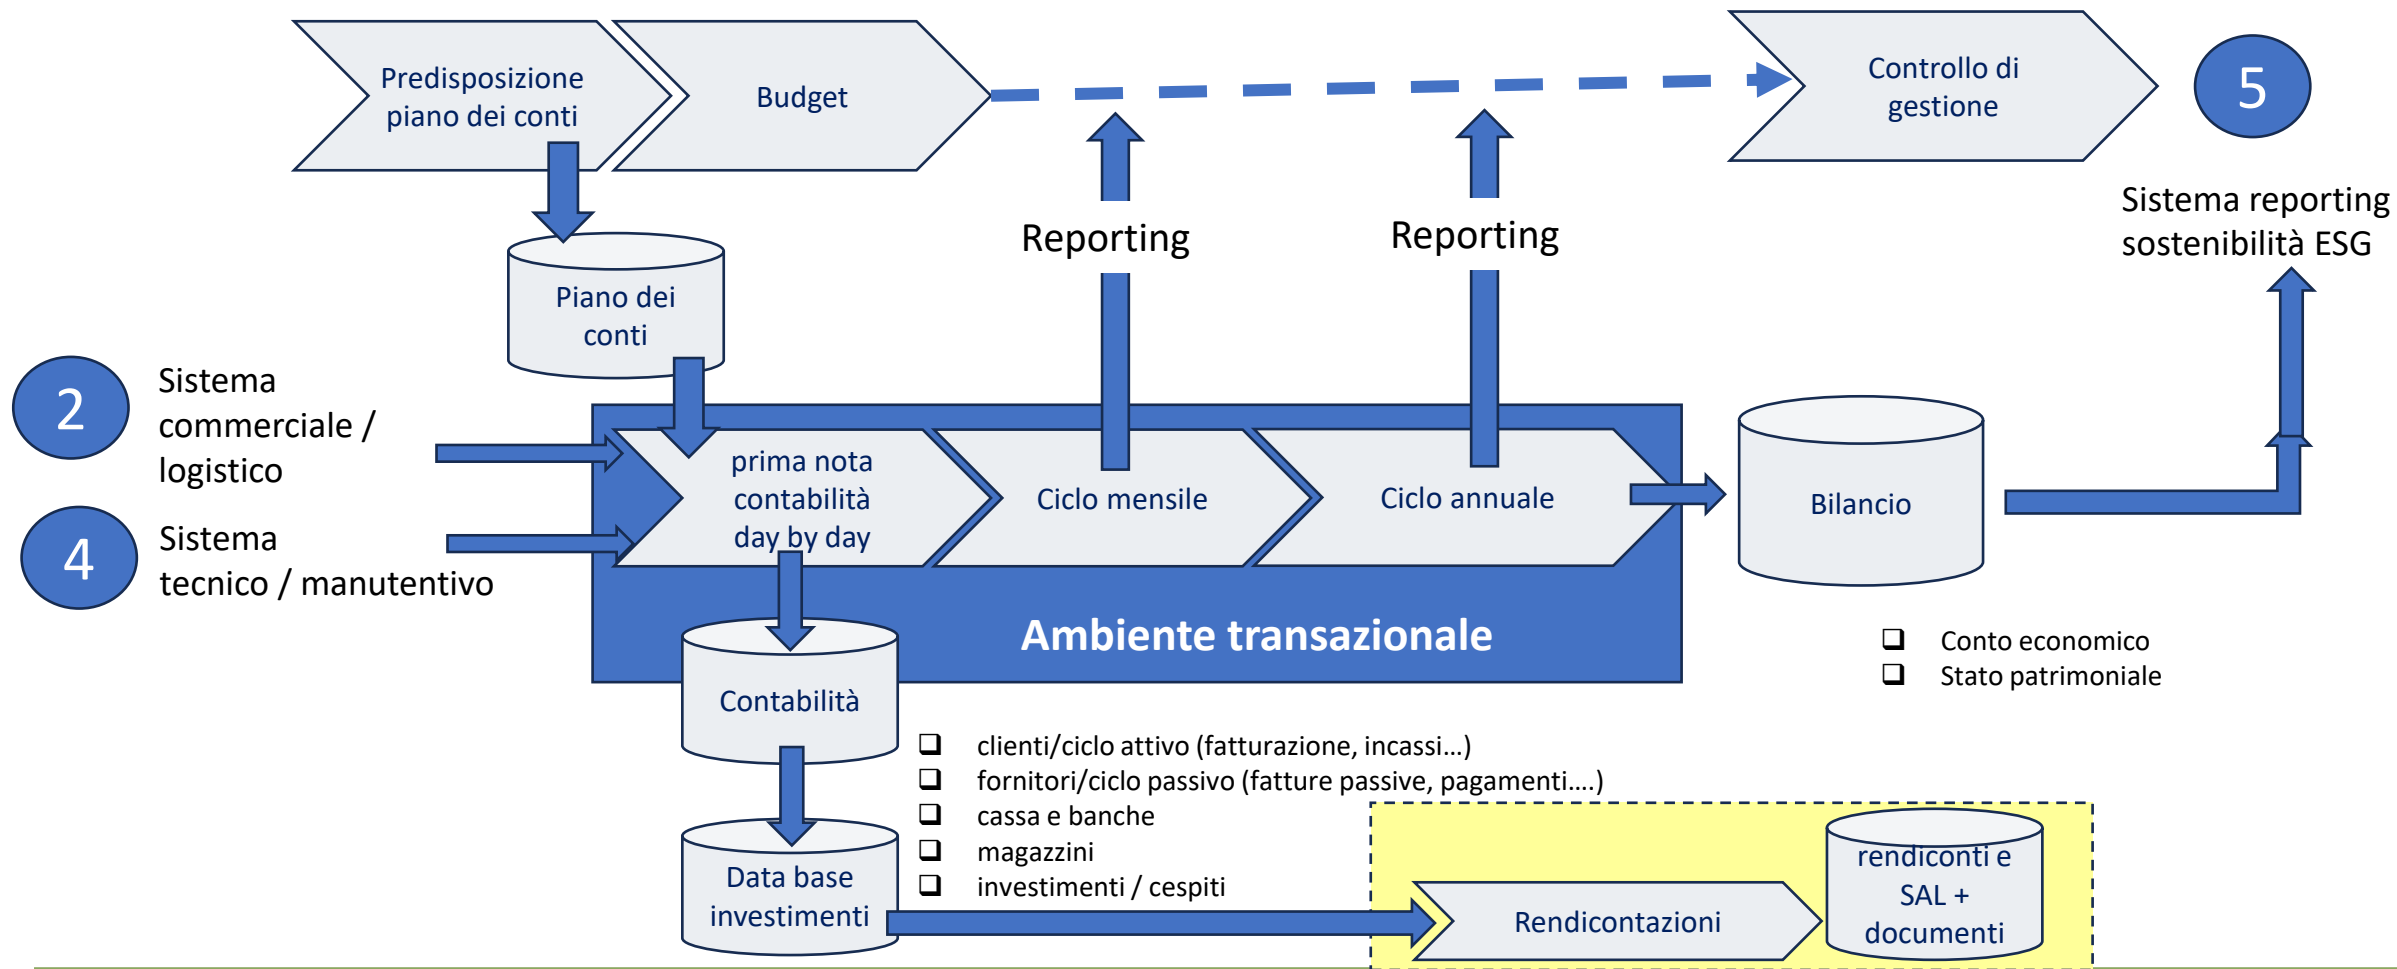 Predisposizione
piano dei conti
Budget
Controllo di
gestione
5
Sistema reporting
sostenibilità ESG
Reporting
Reporting
Piano dei
conti
2
Sistema
commerciale /
logistico
4
Sistema
tecnico / manutentivo
prima nota
contabilità
day by day
Ciclo mensile
Ciclo annuale
Bilancio
Ambiente transazionale
❑ Conto economico
❑ Stato patrimoniale
Contabilità
❑ clienti/ciclo attivo (fatturazione, incassi…)
❑ fornitori/ciclo passivo (fatture passive, pagamenti….)
❑ cassa e banche
❑ magazzini
❑ investimenti / cespiti
Data base
investimenti
Rendicontazioni
rendiconti e
SAL +
documenti